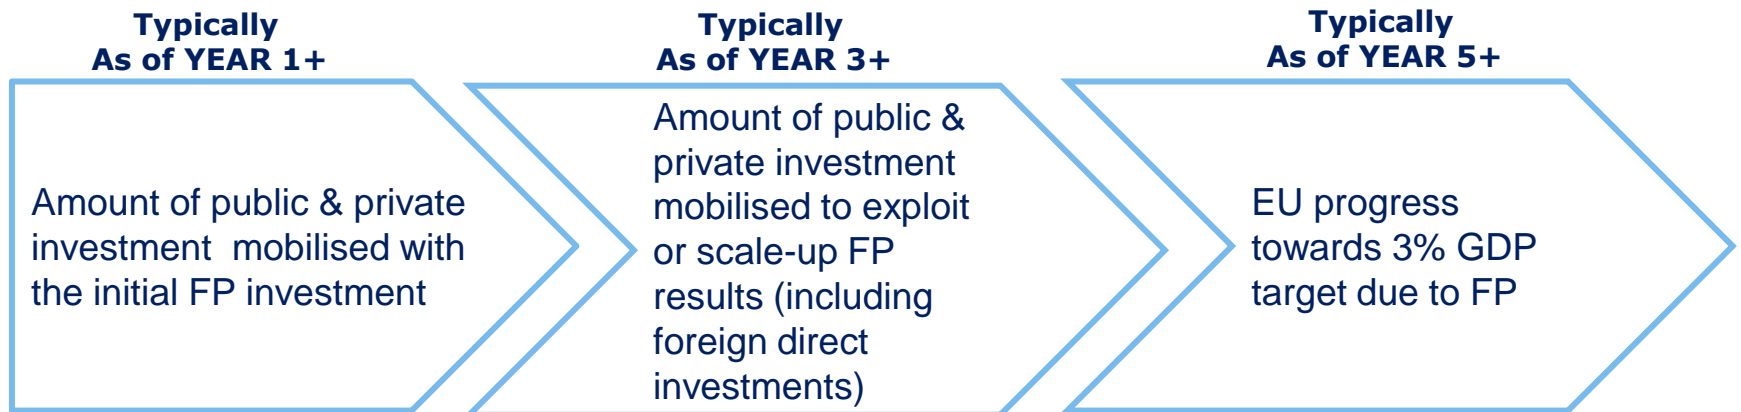 Typically
As of YEAR 1+
Amount of public & private
investment mobilised with
the initial FP investment
Typically
As of YEAR 3+
Amount of public &
private investment
mobilised to exploit
or scale-up FP
results (including
foreign direct
investments)
Typically
As of YEAR 5+
EU progress
towards 3% GDP
target due to FP